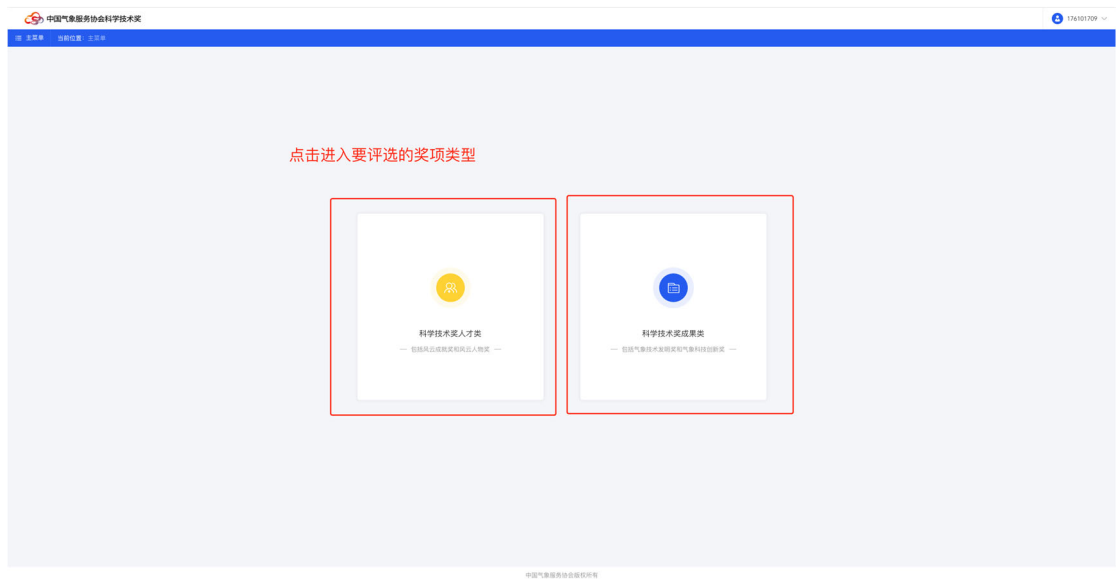 中国气象服务协会科学技术奖
176101709
主菜单 当前位置: 主菜单
点击进入要评选的奖项类型
科学技术奖人才类
— 包括风云成就奖和风云人物奖 —
科学技术奖成果类
— 包括气象技术发明奖和气象科技创新奖 —
中国气象服务协会版权所有